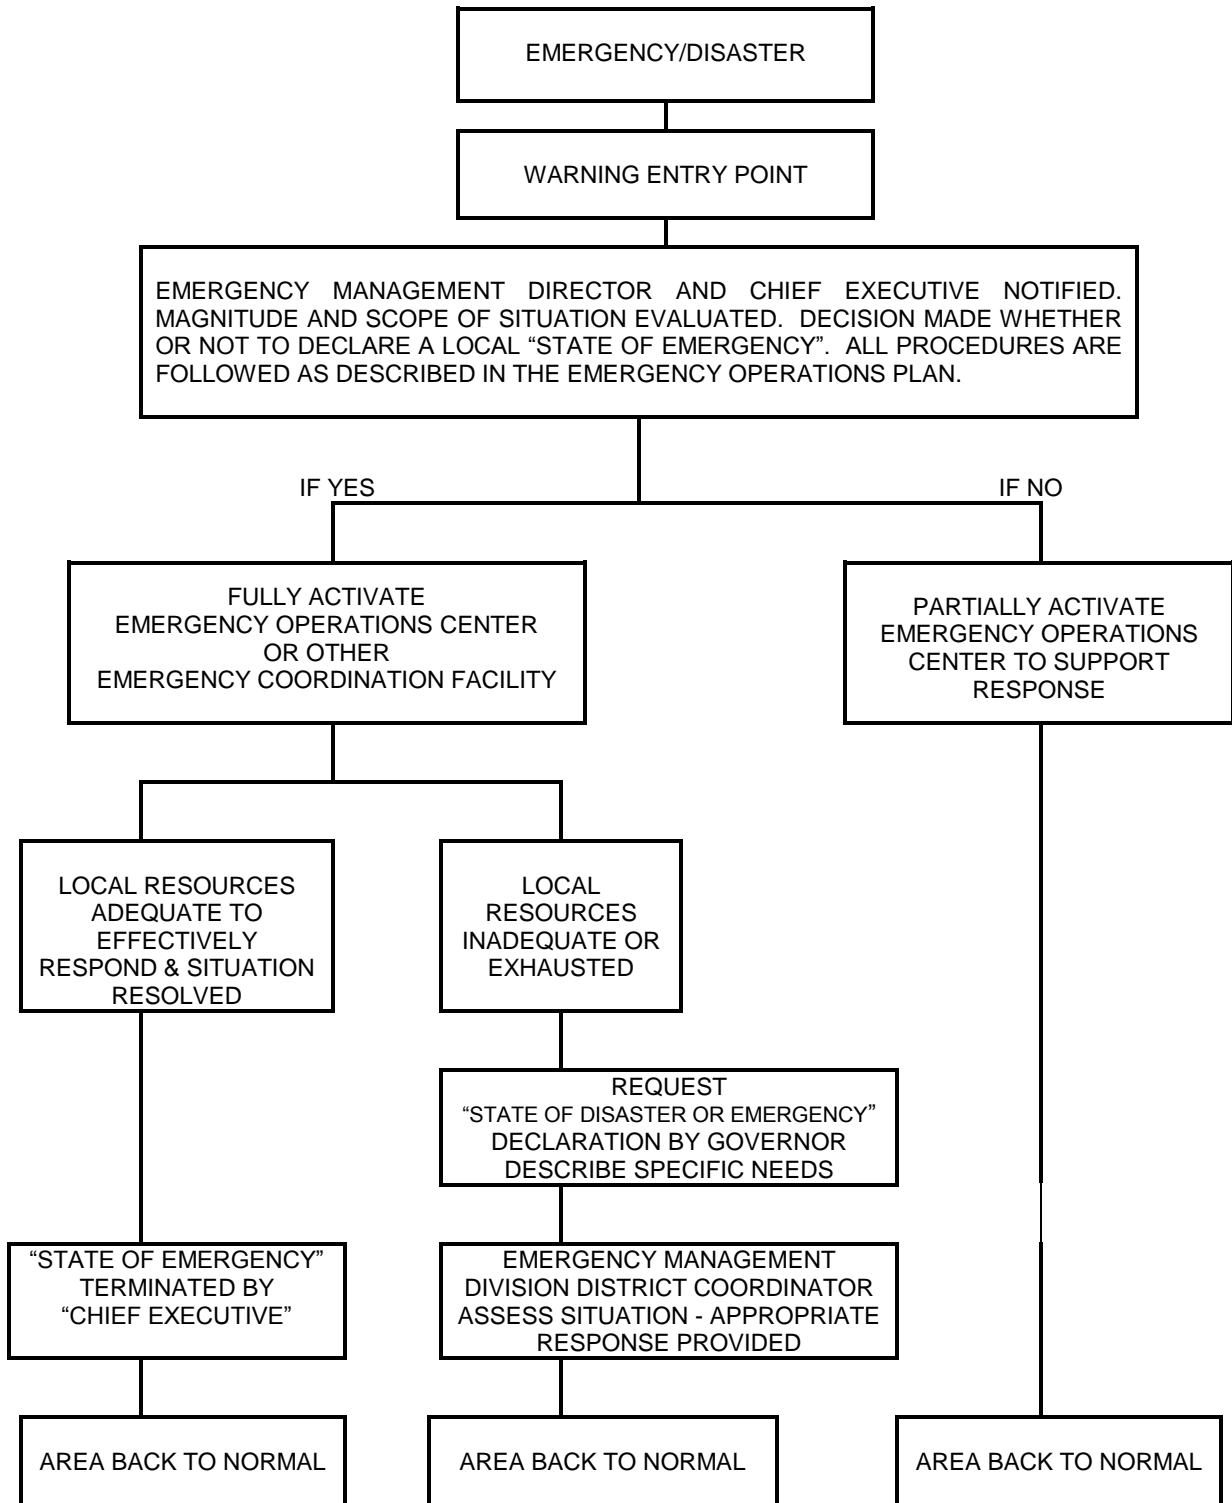 EMERGENCY/DISASTER
WARNING ENTRY POINT
EMERGENCY MANAGEMENT DIRECTOR AND CHIEF EXECUTIVE NOTIFIED.
MAGNITUDE AND SCOPE OF SITUATION EVALUATED. DECISION MADE WHETHER
OR NOT TO DECLARE A LOCAL “STATE OF EMERGENCY”. ALL PROCEDURES ARE
FOLLOWED AS DESCRIBED IN THE EMERGENCY OPERATIONS PLAN.
IF YES
IF NO
FULLY ACTIVATE
EMERGENCY OPERATIONS CENTER
OR OTHER
EMERGENCY COORDINATION FACILITY
PARTIALLY ACTIVATE
EMERGENCY OPERATIONS
CENTER TO SUPPORT
RESPONSE
LOCAL RESOURCES
ADEQUATE TO
EFFECTIVELY
RESPOND & SITUATION
RESOLVED
LOCAL
RESOURCES
INADEQUATE OR
EXHAUSTED
REQUEST
“STATE OF DISASTER OR EMERGENCY”
DECLARATION BY GOVERNOR
DESCRIBE SPECIFIC NEEDS
“STATE OF EMERGENCY”
TERMINATED BY
“CHIEF EXECUTIVE”
EMERGENCY MANAGEMENT
DIVISION DISTRICT COORDINATOR
ASSESS SITUATION - APPROPRIATE
RESPONSE PROVIDED
AREA BACK TO NORMAL
AREA BACK TO NORMAL
AREA BACK TO NORMAL